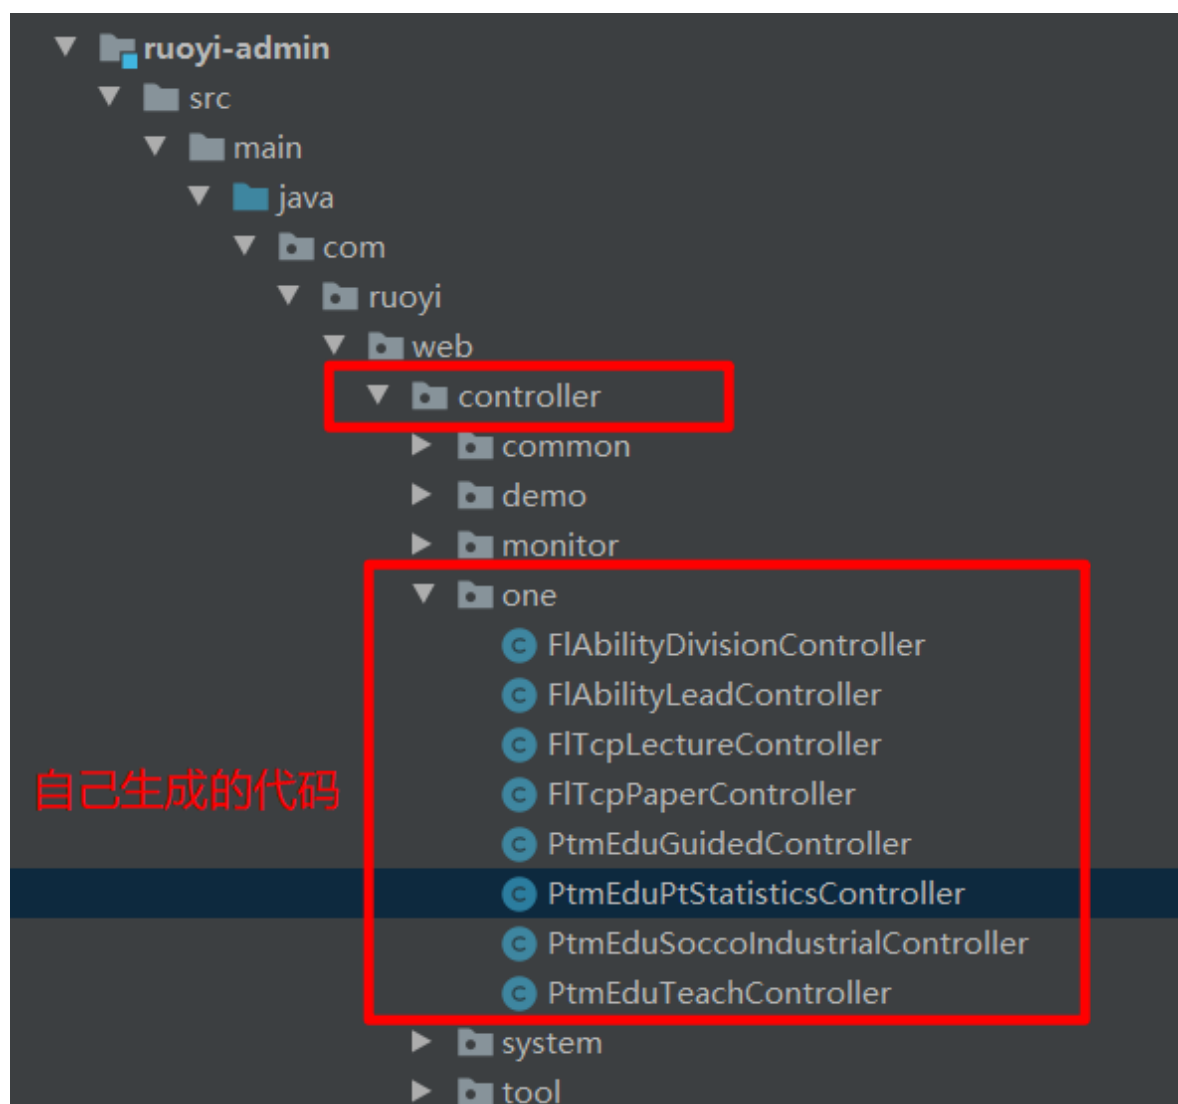 ruoyi-admin
src
main
java
com
ruoyi
web
controller
common
demo
monitor
one
FlAbilityDivisionController
FlAbilityLeadController
FlTcpLectureController
自己生成的代码
FlTcpPaperController
PtmEduGuidedController
PtmEduPtStatisticsController
PtmEduSoccoIndustrialController
PtmEduTeachController
system
tool